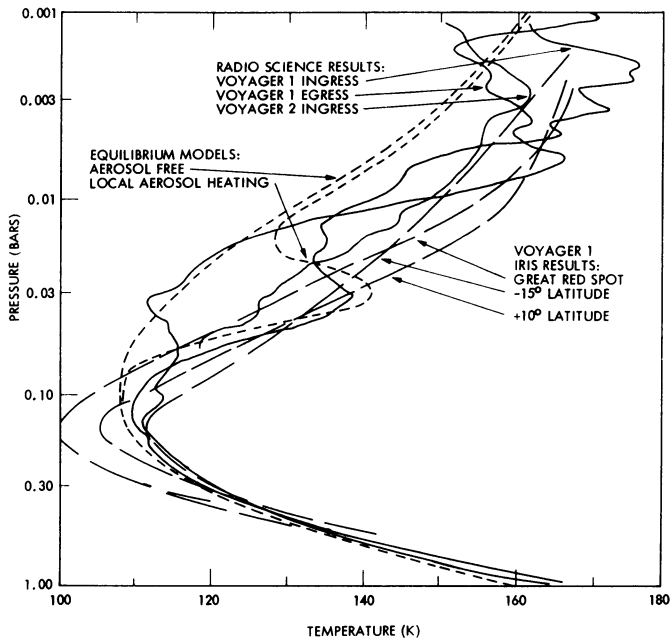 0.001
0.003
0.01
0.03
0.10
0.30
1.00
PRESSURE (BARS)
RADIO SCIENCE RESULTS:
VOYAGER 1 INGRESS
VOYAGER 1 EGRESS
VOYAGER 2 INGRESS
EQUILIBRIUM MODELS:
AEROSOL FREE
LOCAL AEROSOL HEATING
VOYAGER 1
IRIS RESULTS:
GREAT RED SPOT
-15° LATITUDE
+10° LATITUDE
100 120 140 160 180
TEMPERATURE (K)